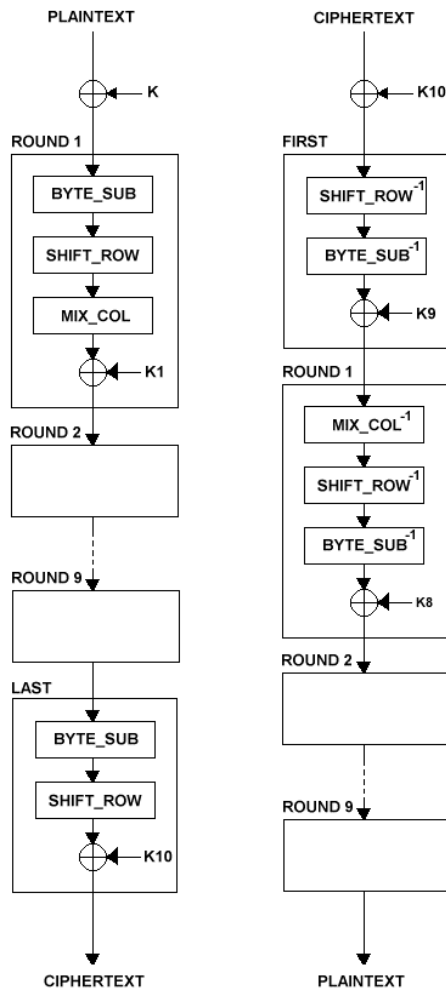 PLAINTEXT
K
ROUND 1
BYTE_SUB
SHIFT_ROW
MIX_COL
K1
ROUND 2
ROUND 9
LAST
BYTE_SUB
SHIFT_ROW
K10
CIPHERTEXT
CIPHERTEXT
K10
FIRST
SHIFT_ROW-1
BYTE_SUB-1
K9
ROUND 1
MIX_COL-1
SHIFT_ROW-1
BYTE_SUB-1
K8
ROUND 2
ROUND 9
PLAINTEXT